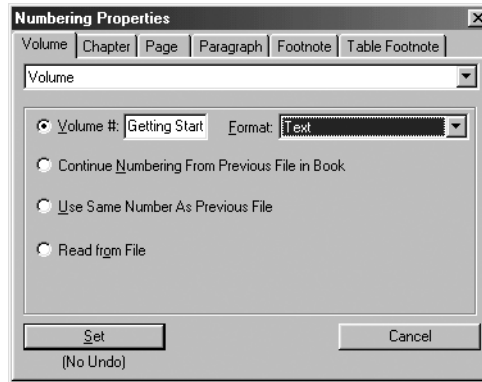 Numbering Properties
Volume Chapter Page Paragraph Footnote Table Footnote
Volume
Volume #: Getting Start Format: Text
Continue Numbering From Previous File in Book
Use Same Number As Previous File
Read from File
Set Cancel
(No Undo)